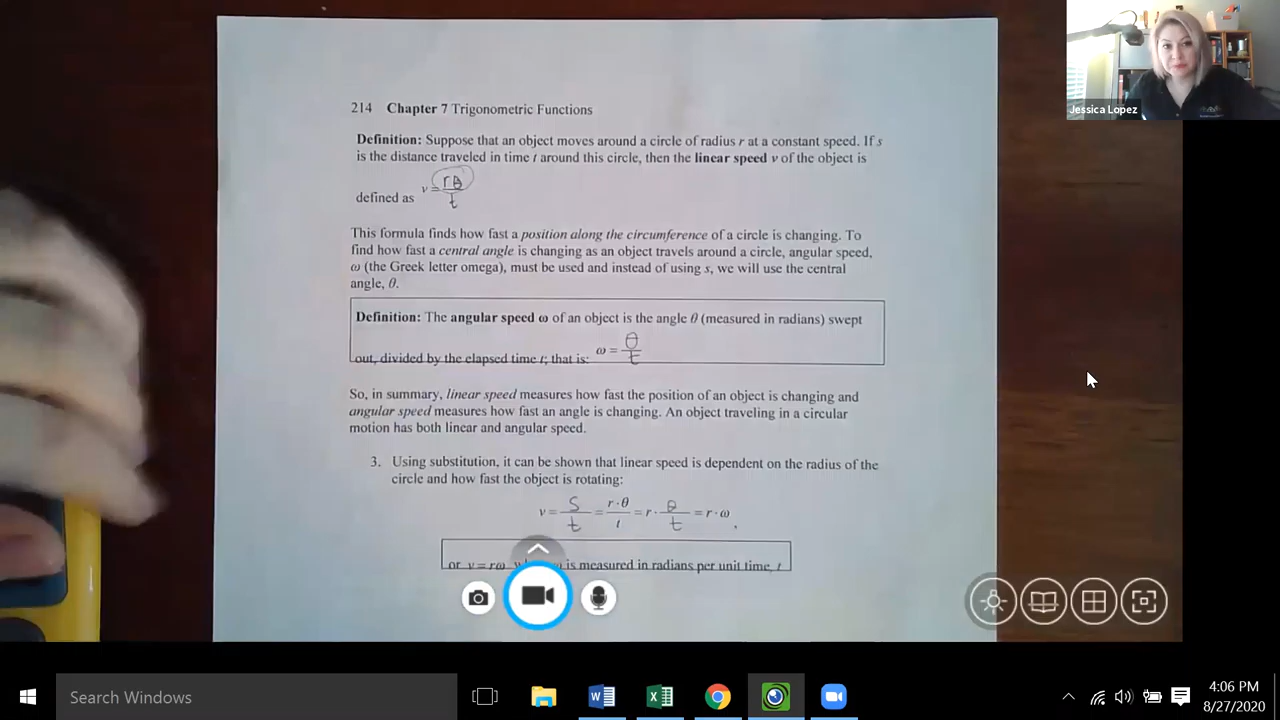 Jessica Lopez
214 Chapter 7 Trigonometric Functions
Definition: Suppose that an object moves around a circle of radius r at a constant speed. If s
is the distance traveled in time t around this circle, then the linear speed v of the object is
defined as v = rθ/t
This formula finds how fast a position along the circumference of a circle is changing. To
find how fast a central angle is changing as an object travels around a circle, angular speed,
ω (the Greek letter omega), must be used and instead of using s, we will use the central
angle, θ.
Definition: The angular speed ω of an object is the angle θ (measured in radians) swept
out, divided by the elapsed time t; that is: ω = θ/t
So, in summary, linear speed measures how fast the position of an object is changing and
angular speed measures how fast an angle is changing. An object traveling in a circular
motion has both linear and angular speed.
3. Using substitution, it can be shown that linear speed is dependent on the radius of the
circle and how fast the object is rotating:
v = s/t = r·θ/t = r · θ/t = r · ω,
or v = rω is measured in radians per unit time, t
Search Windows
4:06 PM
8/27/2020